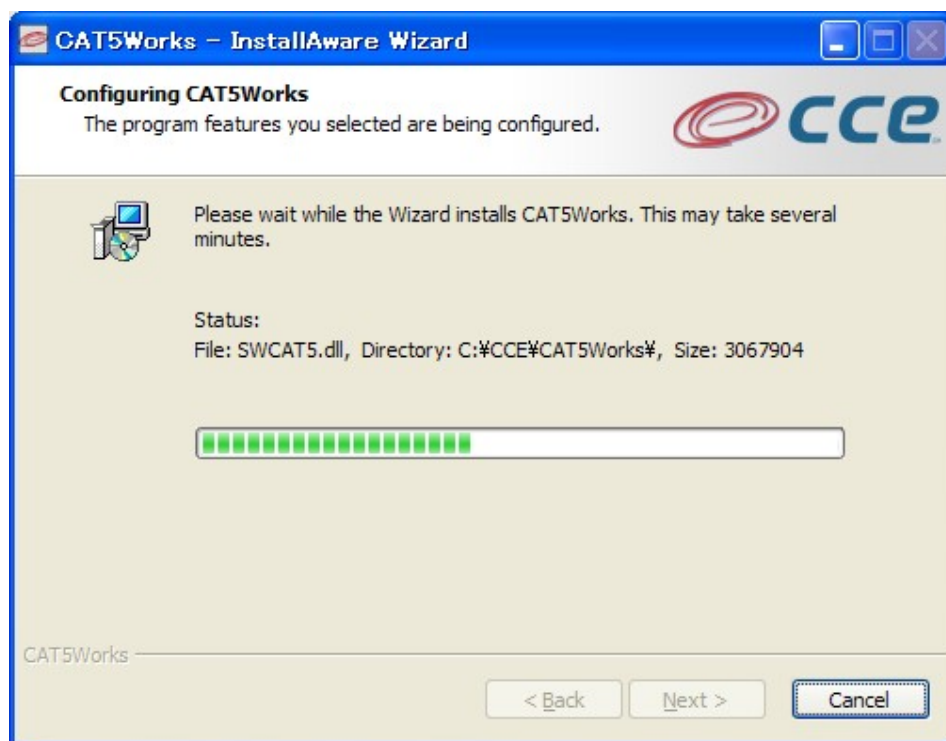 CAT5Works - InstallAware Wizard
Configuring CAT5Works
The program features you selected are being configured.
cce
Please wait while the Wizard installs CAT5Works. This may take several
minutes.
Status:
File: SWCAT5.dll, Directory: C:¥CCE¥CAT5Works¥, Size: 3067904
CAT5Works
< Back
Next >
Cancel